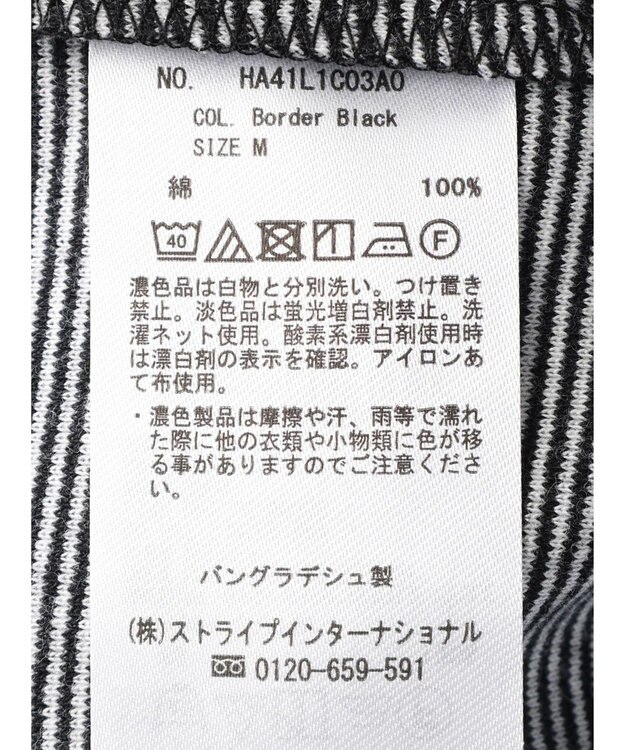 NO. HA41L1C03A0
COL. Border Black
SIZE M
綿 100%
40 F
濃色品は白物と分別洗い。つけ置き
禁止。淡色品は蛍光増白剤禁止。洗
濯ネット使用。酸素系漂白剤使用時
は漂白剤の表示を確認。アイロンあ
て布使用。
・濃色製品は摩擦や汗、雨等で濡れ
た際に他の衣類や小物類に色が移
る事がありますのでご注意くださ
い。
バングラデシュ製
(株)ストライプインターナショナル
0120-659-591